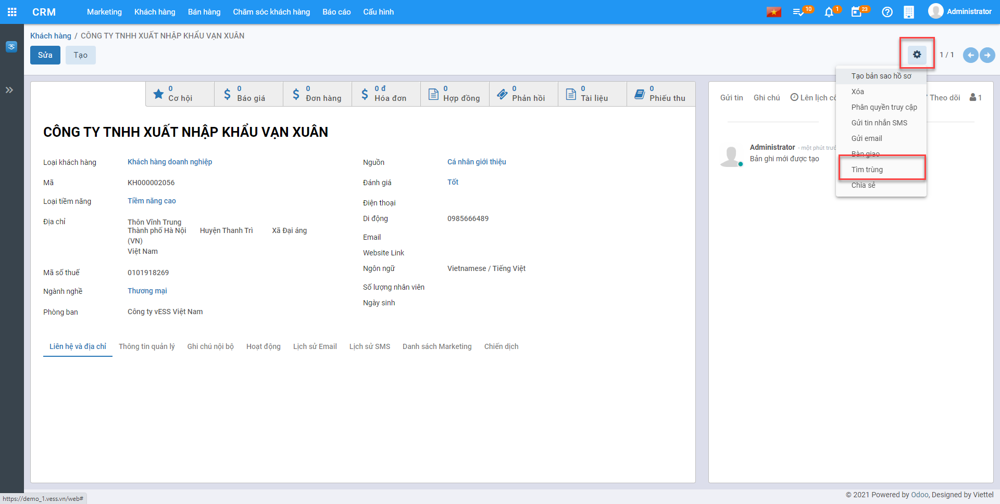 CRM Marketing Khách hàng Bán hàng Chăm sóc khách hàng Báo cáo Cấu hình 10 1 23 Administrator
Khách hàng / CÔNG TY TNHH XUẤT NHẬP KHẨU VẠN XUÂN
Sửa Tạo 1 / 1
Tạo bản sao hồ sơ
Xóa
Phân quyền truy cập
Gửi tin nhắn SMS
Gửi email
Bàn giao
Tìm trùng
Chia sẻ
0 Cơ hội
0 Báo giá
0 Đơn hàng
0 đ Hóa đơn
0 Hợp đồng
0 Phản hồi
0 Tài liệu
0 Phiếu thu
CÔNG TY TNHH XUẤT NHẬP KHẨU VẠN XUÂN
Loại khách hàng Khách hàng doanh nghiệp
Mã KH000002056
Loại tiềm năng Tiềm năng cao
Địa chỉ Thôn Vĩnh Trung
Thành phố Hà Nội Huyện Thanh Trì Xã Đại áng
(VN)
Việt Nam
Mã số thuế 0101918269
Ngành nghề Thương mại
Phòng ban Công ty vESS Việt Nam
Nguồn Cá nhân giới thiệu
Đánh giá Tốt
Điện thoại
Di động 0985666489
Email
Website Link
Ngôn ngữ Vietnamese / Tiếng Việt
Số lượng nhân viên
Ngày sinh
Liên hệ và địa chỉ Thông tin quản lý Ghi chú nội bộ Hoạt động Lịch sử Email Lịch sử SMS Danh sách Marketing Chiến dịch
Gửi tin Ghi chú Lên lịch Theo dõi 1
Administrator - một phút trước
Bản ghi mới được tạo
© 2021 Powered by Odoo, Designed by Viettel
https://demo_1.vess.vn/web#